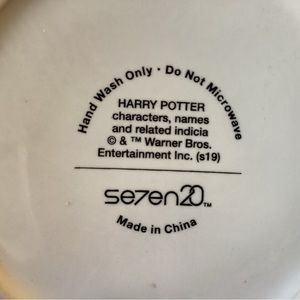 Hand Wash Only · Do Not Microwave
HARRY POTTER
characters, names
and related indicia
© & ™ Warner Bros.
Entertainment Inc. (s19)
se7en20™
Made in China